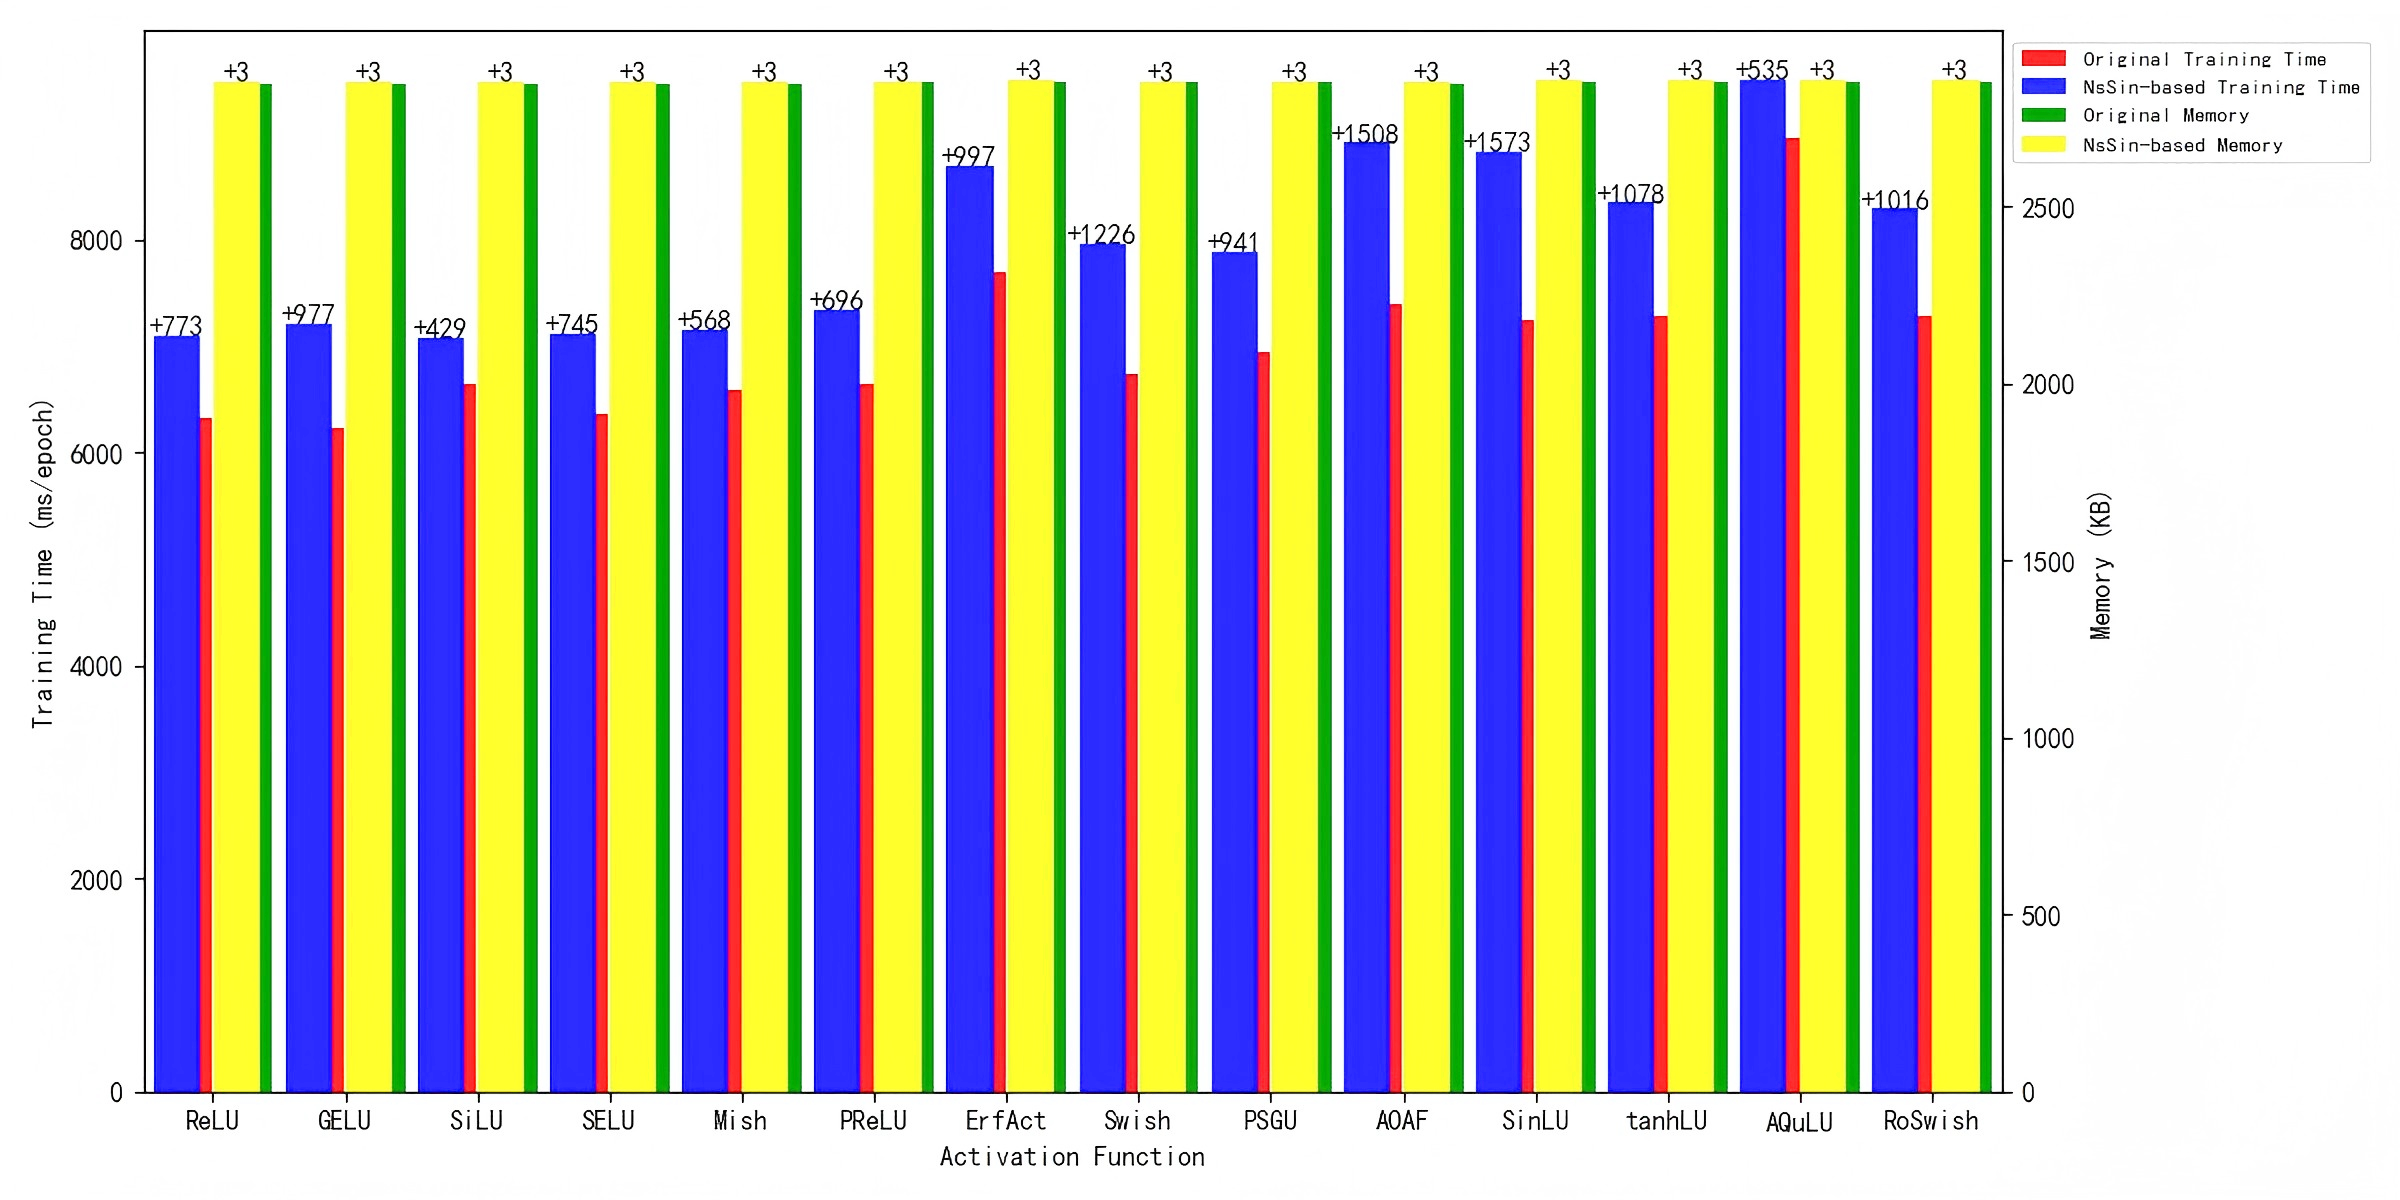 +3 +3 +3 +3 +3 +3 +3 +3 +3 +3 +3 +3 +535 +3 +3
+773 +977 +429 +745 +568 +696 +997 +1226 +941 +1508 +1573 +1078 +1016
Original Training Time
NsSin-based Training Time
Original Memory
NsSin-based Memory
Training Time (ms/epoch)
8000
6000
4000
2000
0
2500
2000
1500
1000
500
0
Memory (KB)
ReLU GELU SiLU SELU Mish PReLU ErfAct Swish PSGU AOAF SinLU tanhLU AQuLU RoSwish
Activation Function